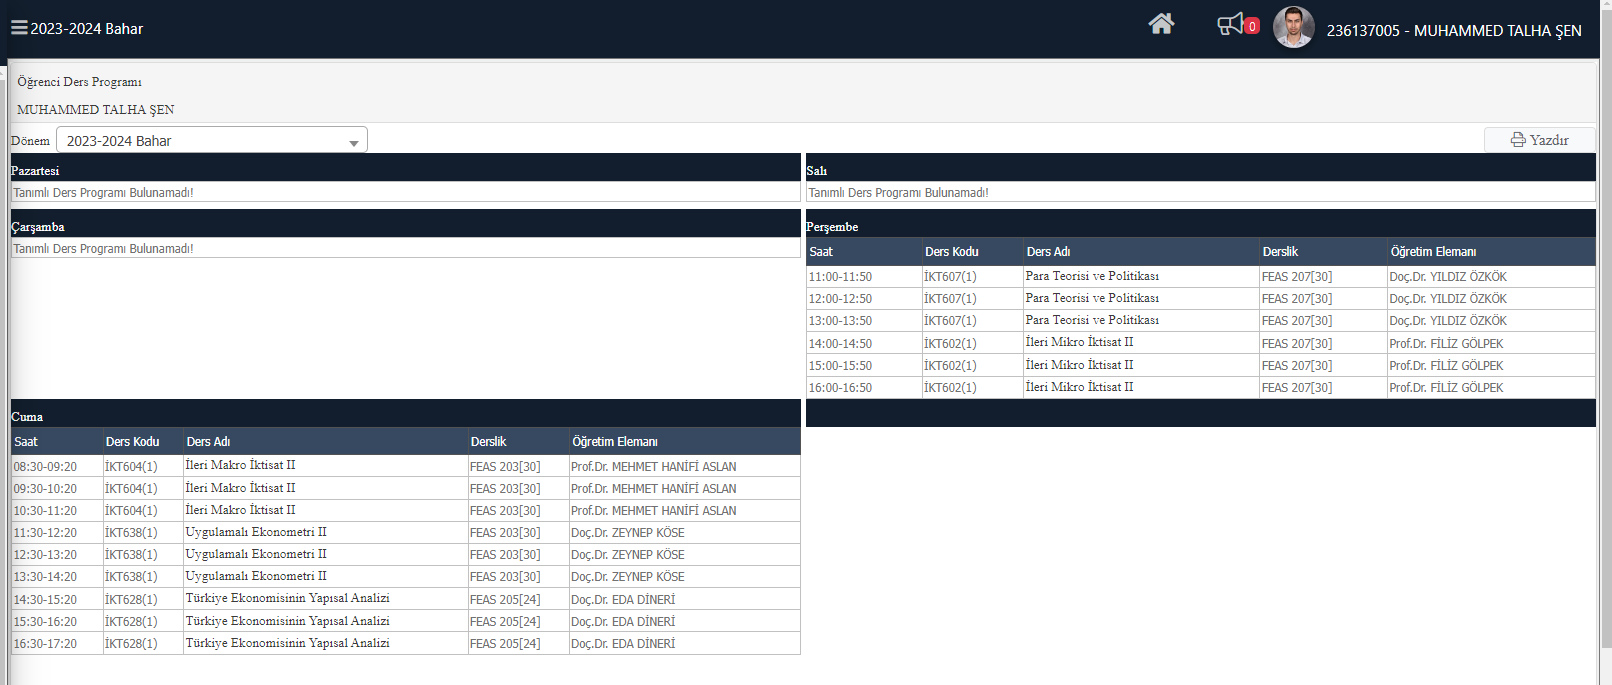 2023-2024 Bahar
0
236137005 - MUHAMMED TALHA ŞEN
Öğrenci Ders Programı
MUHAMMED TALHA ŞEN
Dönem 2023-2024 Bahar
Yazdır
Pazartesi
Tanımlı Ders Programı Bulunamadı!
Salı
Tanımlı Ders Programı Bulunamadı!
Çarşamba
Tanımlı Ders Programı Bulunamadı!
Perşembe
Saat Ders Kodu Ders Adı Derslik Öğretim Elemanı
11:00-11:50 İKT607(1) Para Teorisi ve Politikası FEAS 207[30] Doç.Dr. YILDIZ ÖZKÖK
12:00-12:50 İKT607(1) Para Teorisi ve Politikası FEAS 207[30] Doç.Dr. YILDIZ ÖZKÖK
13:00-13:50 İKT607(1) Para Teorisi ve Politikası FEAS 207[30] Doç.Dr. YILDIZ ÖZKÖK
14:00-14:50 İKT602(1) İleri Mikro İktisat II FEAS 207[30] Prof.Dr. FİLİZ GÖLPEK
15:00-15:50 İKT602(1) İleri Mikro İktisat II FEAS 207[30] Prof.Dr. FİLİZ GÖLPEK
16:00-16:50 İKT602(1) İleri Mikro İktisat II FEAS 207[30] Prof.Dr. FİLİZ GÖLPEK
Cuma
Saat Ders Kodu Ders Adı Derslik Öğretim Elemanı
08:30-09:20 İKT604(1) İleri Makro İktisat II FEAS 203[30] Prof.Dr. MEHMET HANİFİ ASLAN
09:30-10:20 İKT604(1) İleri Makro İktisat II FEAS 203[30] Prof.Dr. MEHMET HANİFİ ASLAN
10:30-11:20 İKT604(1) İleri Makro İktisat II FEAS 203[30] Prof.Dr. MEHMET HANİFİ ASLAN
11:30-12:20 İKT638(1) Uygulamalı Ekonometri II FEAS 203[30] Doç.Dr. ZEYNEP KÖSE
12:30-13:20 İKT638(1) Uygulamalı Ekonometri II FEAS 203[30] Doç.Dr. ZEYNEP KÖSE
13:30-14:20 İKT638(1) Uygulamalı Ekonometri II FEAS 203[30] Doç.Dr. ZEYNEP KÖSE
14:30-15:20 İKT628(1) Türkiye Ekonomisinin Yapısal Analizi FEAS 205[24] Doç.Dr. EDA DİNERİ
15:30-16:20 İKT628(1) Türkiye Ekonomisinin Yapısal Analizi FEAS 205[24] Doç.Dr. EDA DİNERİ
16:30-17:20 İKT628(1) Türkiye Ekonomisinin Yapısal Analizi FEAS 205[24] Doç.Dr. EDA DİNERİ